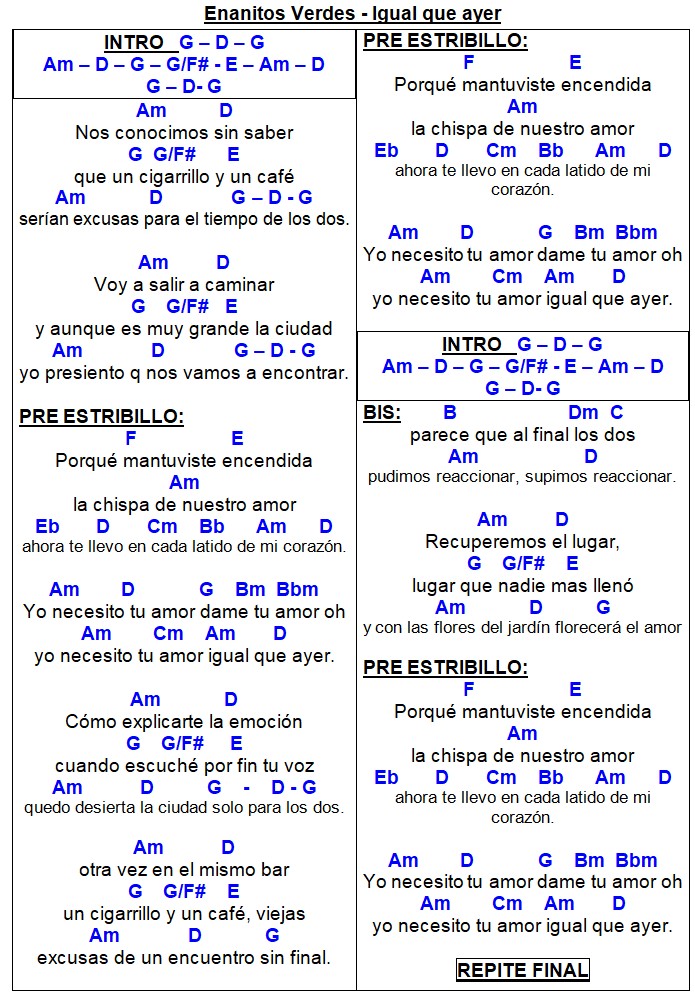 Enanitos Verdes - Igual que ayer
INTRO G – D – G
Am – D – G – G/F# - E – Am – D
G – D- G
Am D
Nos conocimos sin saber
G G/F# E
que un cigarrillo y un café
Am D G – D - G
serían excusas para el tiempo de los dos.
Am D
Voy a salir a caminar
G G/F# E
y aunque es muy grande la ciudad
Am D G – D - G
yo presiento q nos vamos a encontrar.
PRE ESTRIBILLO:
F E
Porqué mantuviste encendida
Am
la chispa de nuestro amor
Eb D Cm Bb Am D
ahora te llevo en cada latido de mi corazón.
Am D G Bm Bbm
Yo necesito tu amor dame tu amor oh
Am Cm Am D
yo necesito tu amor igual que ayer.
Am D
Cómo explicarte la emoción
G G/F# E
cuando escuché por fin tu voz
Am D G - D - G
quedo desierta la ciudad solo para los dos.
Am D
otra vez en el mismo bar
G G/F# E
un cigarrillo y un café, viejas
Am D G
excusas de un encuentro sin final.
PRE ESTRIBILLO:
F E
Porqué mantuviste encendida
Am
la chispa de nuestro amor
Eb D Cm Bb Am D
ahora te llevo en cada latido de mi
corazón.
Am D G Bm Bbm
Yo necesito tu amor dame tu amor oh
Am Cm Am D
yo necesito tu amor igual que ayer.
INTRO G – D – G
Am – D – G – G/F# - E – Am – D
G – D- G
BIS: B Dm C
parece que al final los dos
Am D
pudimos reaccionar, supimos reaccionar.
Am D
Recuperemos el lugar,
G G/F# E
lugar que nadie mas llenó
Am D G
y con las flores del jardín florecerá el amor
PRE ESTRIBILLO:
F E
Porqué mantuviste encendida
Am
la chispa de nuestro amor
Eb D Cm Bb Am D
ahora te llevo en cada latido de mi
corazón.
Am D G Bm Bbm
Yo necesito tu amor dame tu amor oh
Am Cm Am D
yo necesito tu amor igual que ayer.
REPITE FINAL